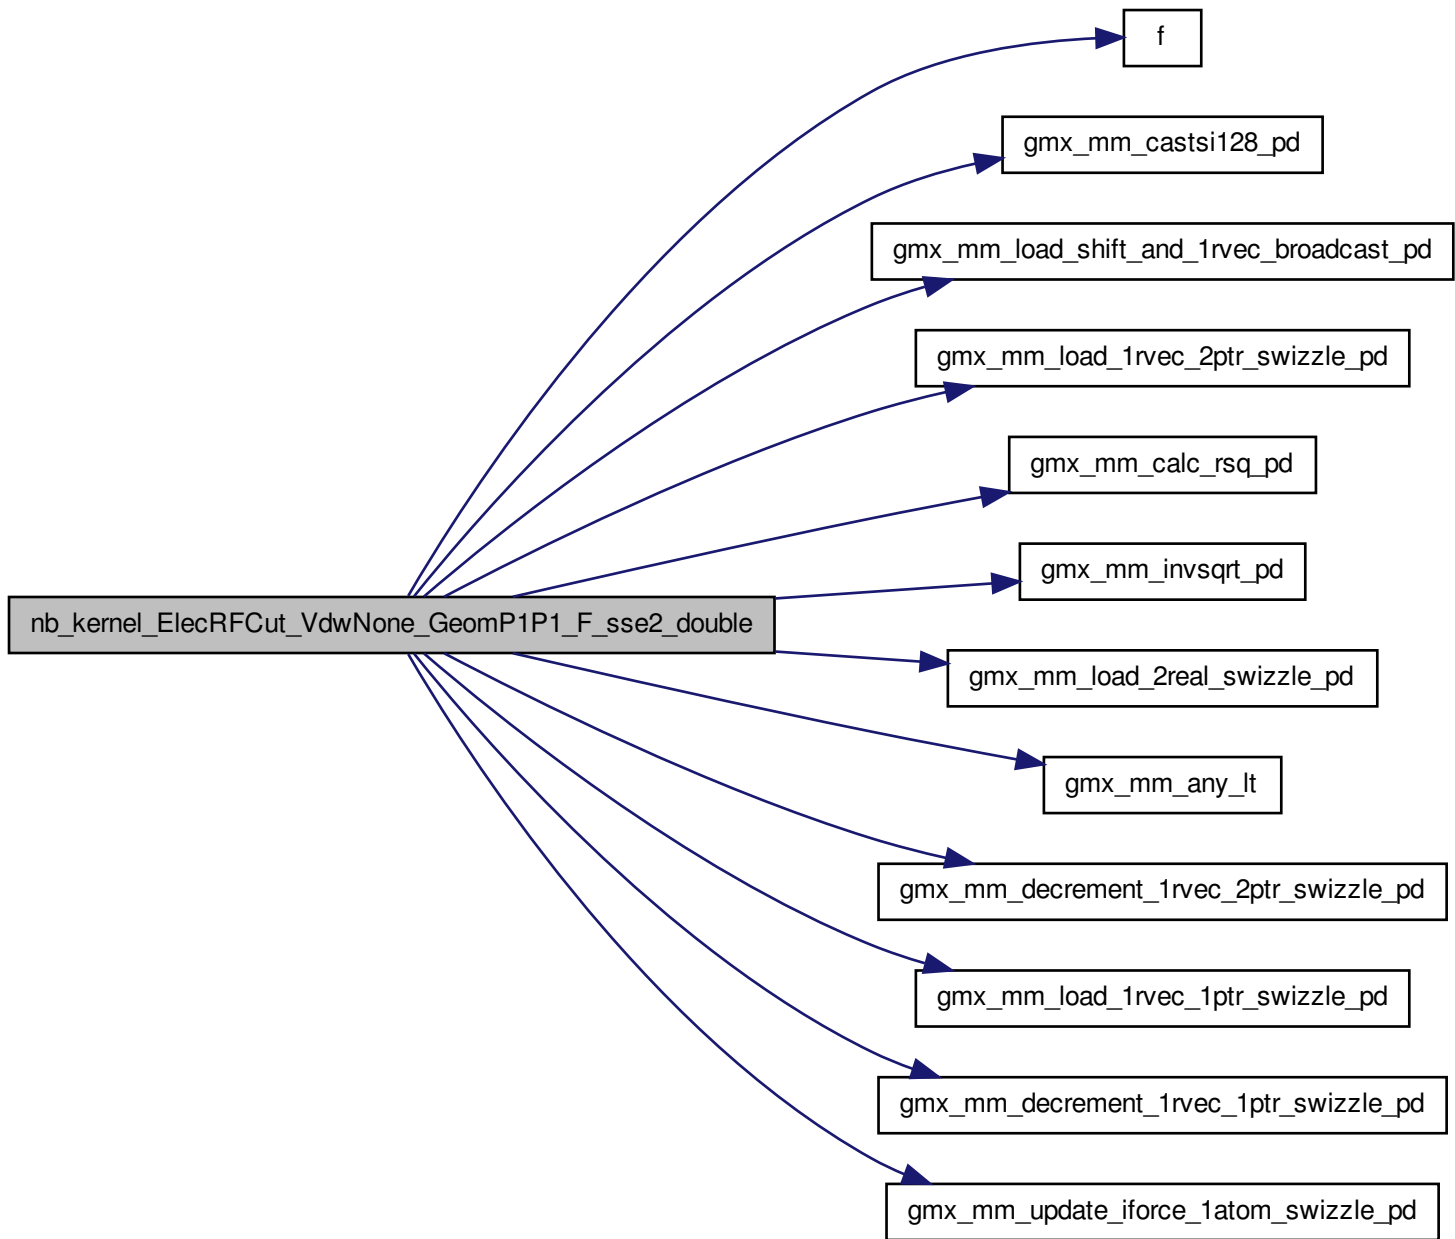 f
gmx_mm_castsi128_pd
gmx_mm_load_shift_and_1rvec_broadcast_pd
gmx_mm_load_1rvec_2ptr_swizzle_pd
gmx_mm_calc_rsq_pd
gmx_mm_invsqrt_pd
nb_kernel_ElecRFCut_VdwNone_GeomP1P1_F_sse2_double
gmx_mm_load_2real_swizzle_pd
gmx_mm_any_lt
gmx_mm_decrement_1rvec_2ptr_swizzle_pd
gmx_mm_load_1rvec_1ptr_swizzle_pd
gmx_mm_decrement_1rvec_1ptr_swizzle_pd
gmx_mm_update_iforce_1atom_swizzle_pd